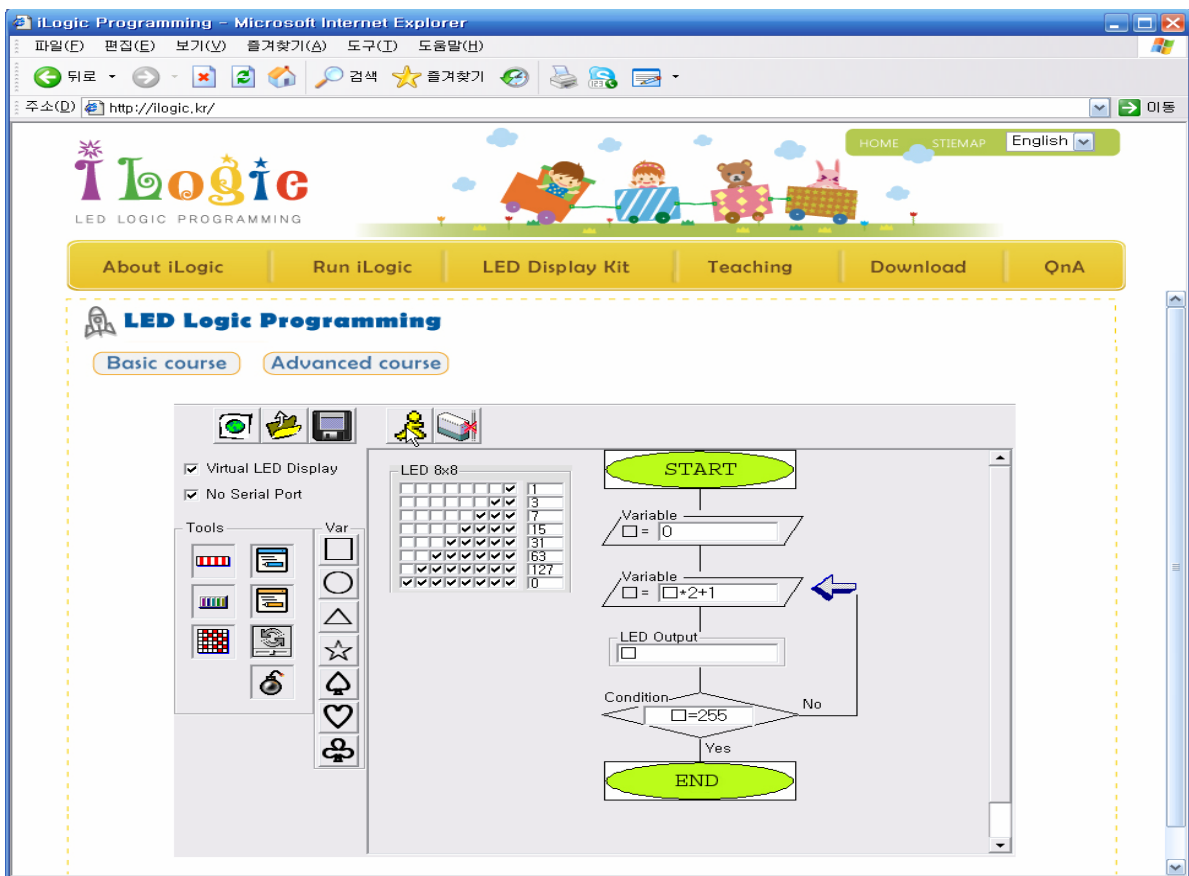 iLogic Programming - Microsoft Internet Explorer
파일(F) 편집(E) 보기(V) 즐겨찾기(A) 도구(T) 도움말(H)
뒤로 검색 즐겨찾기
주소(D) http://ilogic.kr/ 이동
iLogic
LED LOGIC PROGRAMMING
HOME STIEMAP English
About iLogic Run iLogic LED Display Kit Teaching Download QnA
LED Logic Programming
Basic course Advanced course
Virtual LED Display
No Serial Port
Tools
Var
LED 8x8
1
3
7
15
31
63
127
0
START
Variable
□= 0
Variable
□= □*2+1
LED Output
□
Condition
□=255
No
Yes
END